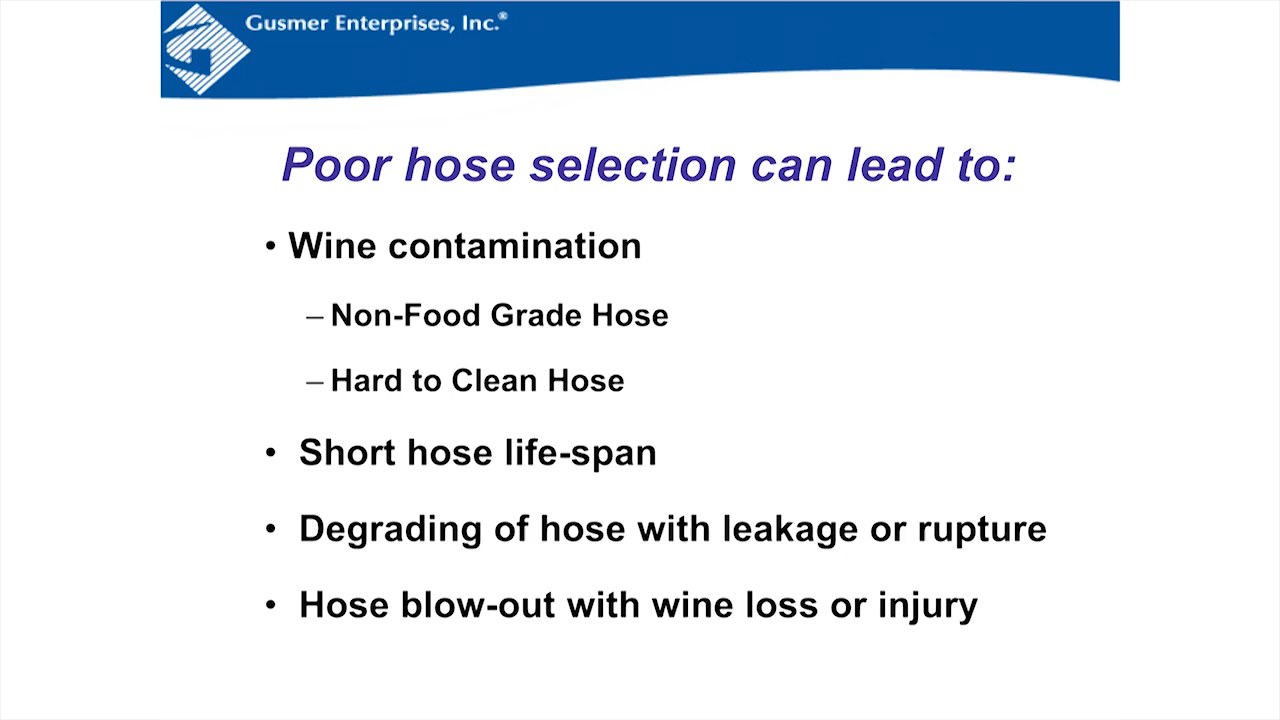 Gusmer Enterprises, Inc.®
Poor hose selection can lead to:
• Wine contamination
– Non-Food Grade Hose
– Hard to Clean Hose
• Short hose life-span
• Degrading of hose with leakage or rupture
• Hose blow-out with wine loss or injury